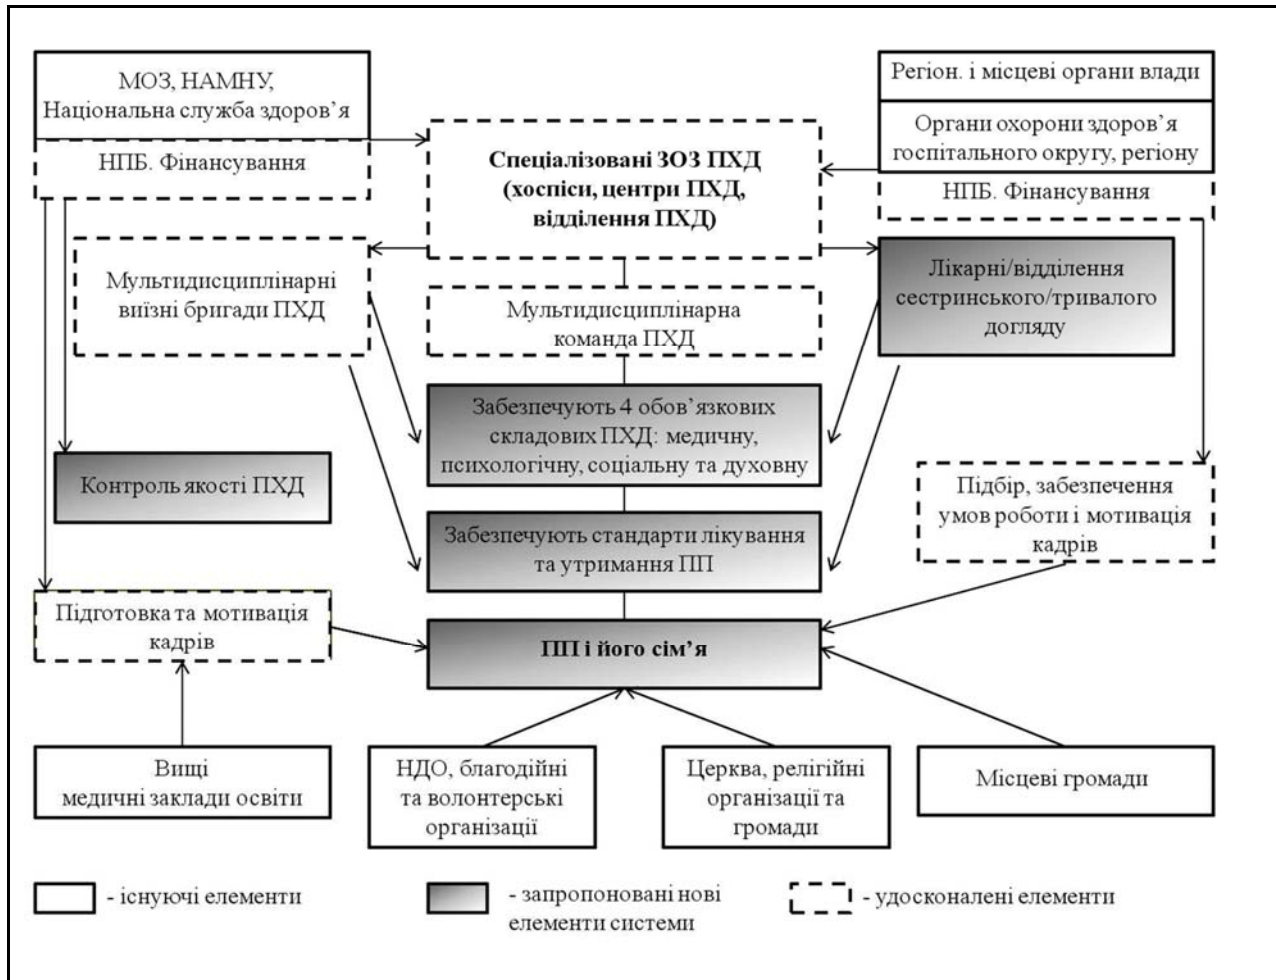 МОЗ, НАМНУ,
Національна служба здоров’я
НПБ. Фінансування
Регіон. і місцеві органи влади
Органи охорони здоров’я
госпітального округу, регіону
НПБ. Фінансування
Спеціалізовані ЗОЗ ПХД
(хоспіси, центри ПХД,
відділення ПХД)
Мультидисциплінарні
виїзні бригади ПХД
Мультидисциплінарна
команда ПХД
Лікарні/відділення
сестринського/тривалого
догляду
Забезпечують 4 обов’язкових
складових ПХД: медичну,
психологічну, соціальну та духовну
Контроль якості ПХД
Підбір, забезпечення
умов роботи і мотивація
кадрів
Забезпечують стандарти лікування
та утримання ПП
Підготовка та мотивація
кадрів
ПП і його сім’я
Вищі
медичні заклади освіти
НДО, благодійні
та волонтерські
організації
Церква, релігійні
організації та
громади
Місцеві громади
- існуючі елементи
- запропоновані нові
елементи системи
- удосконалені елементи